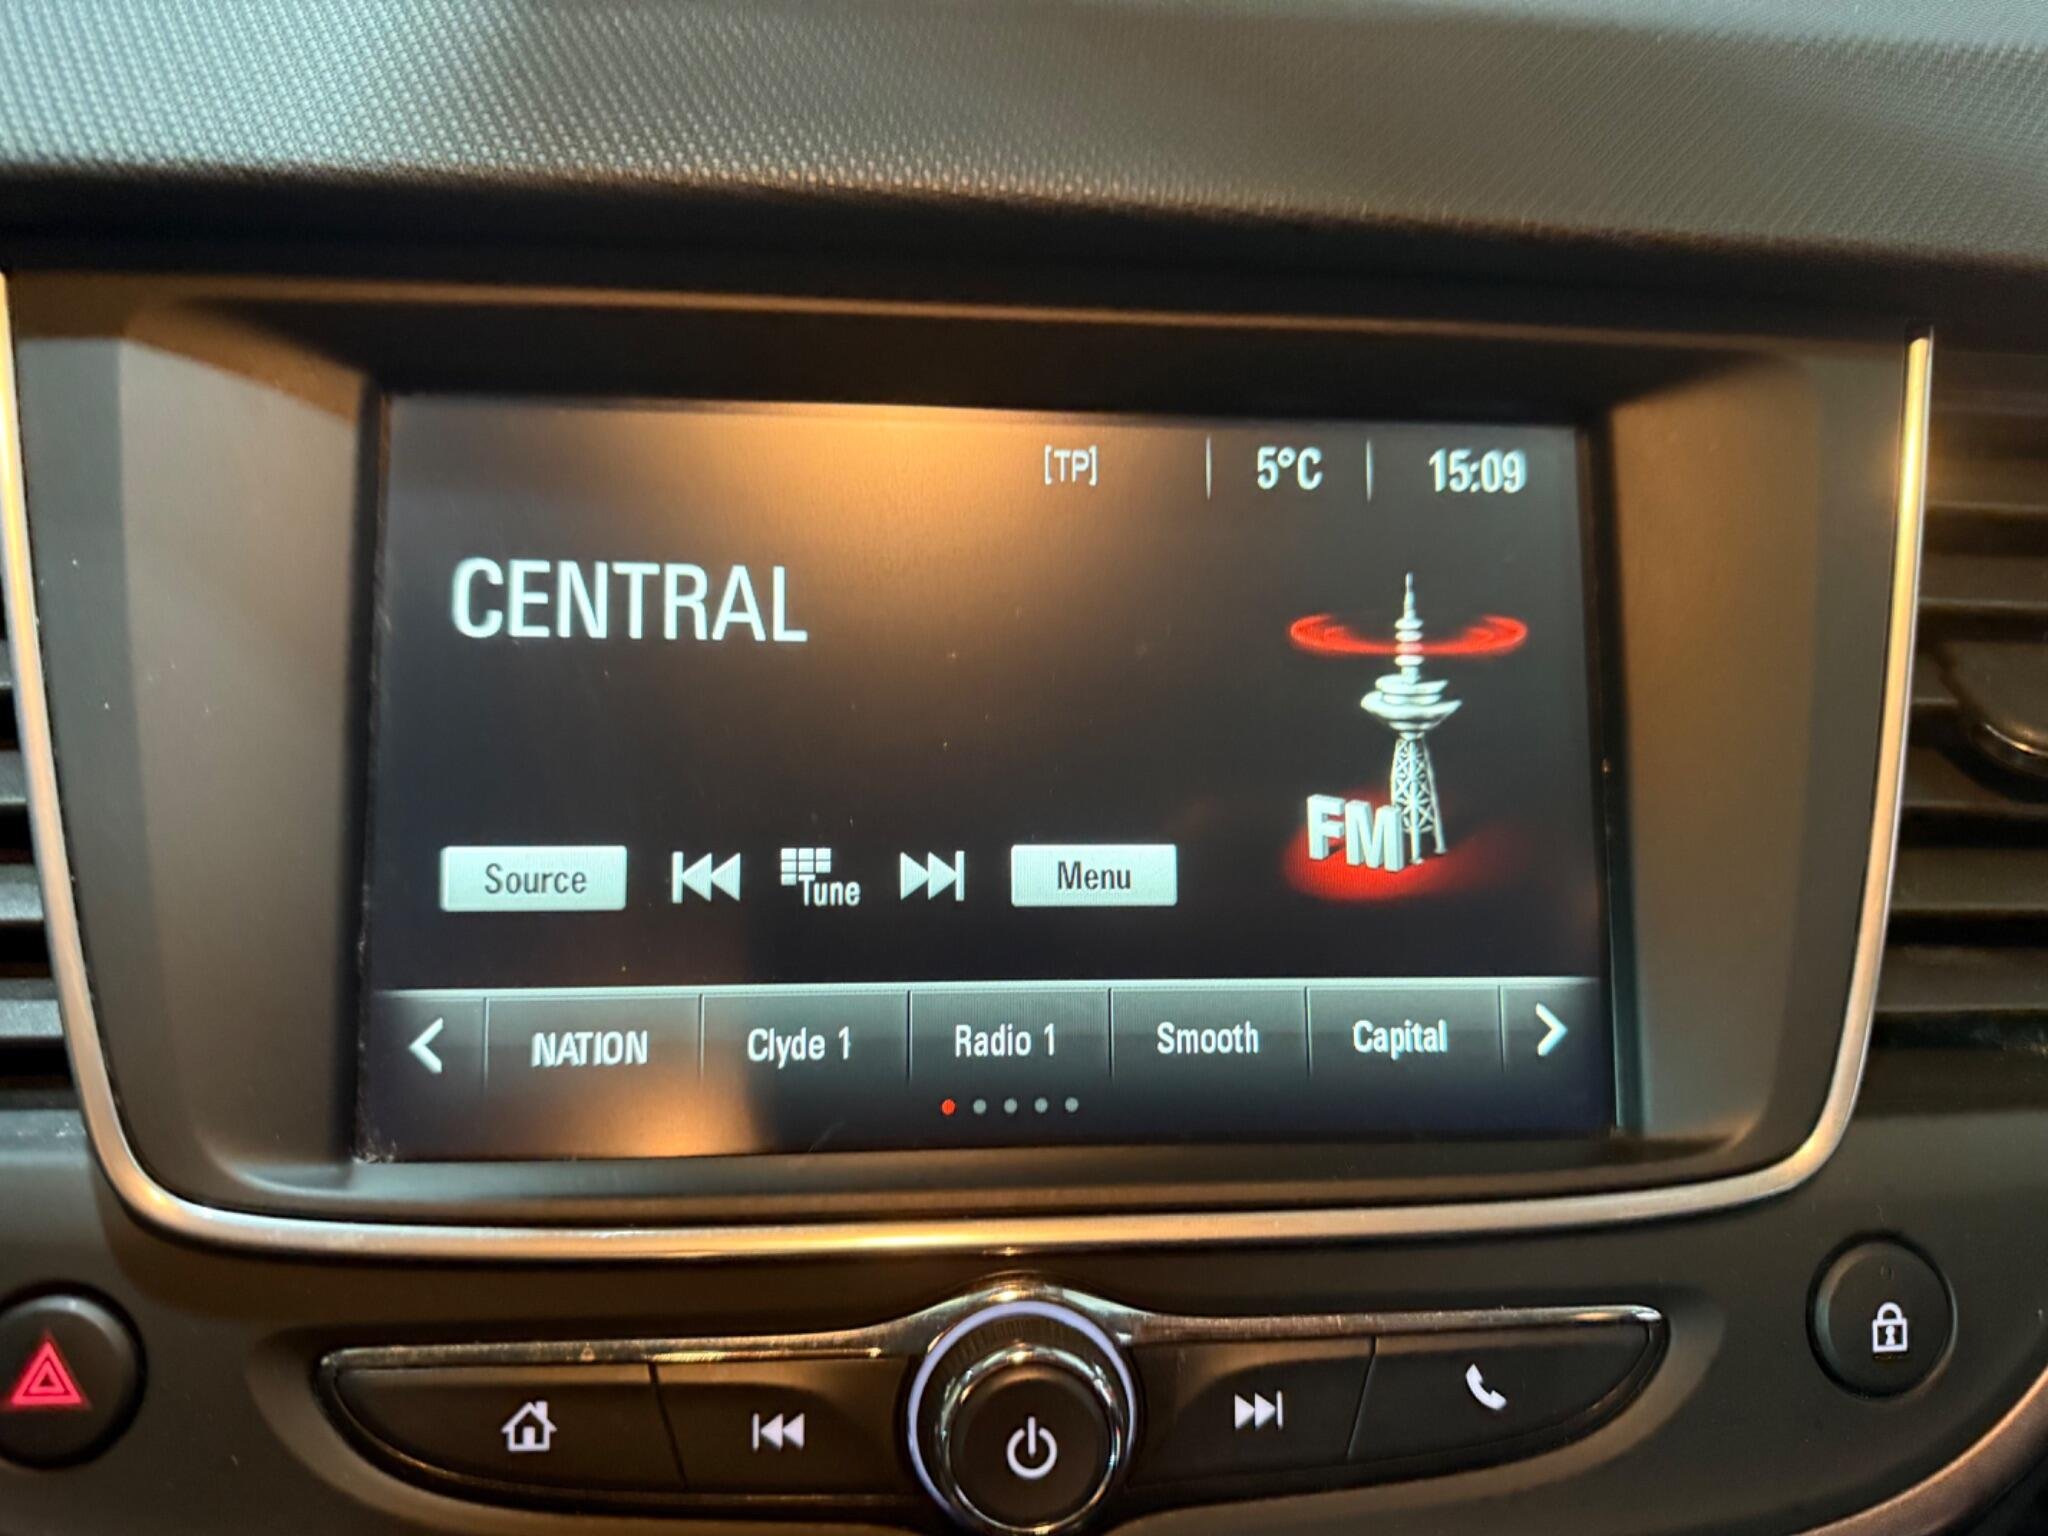 [TP] 5°C 15:09
CENTRAL
FM
Source Tune Menu
NATION Clyde 1 Radio 1 Smooth Capital